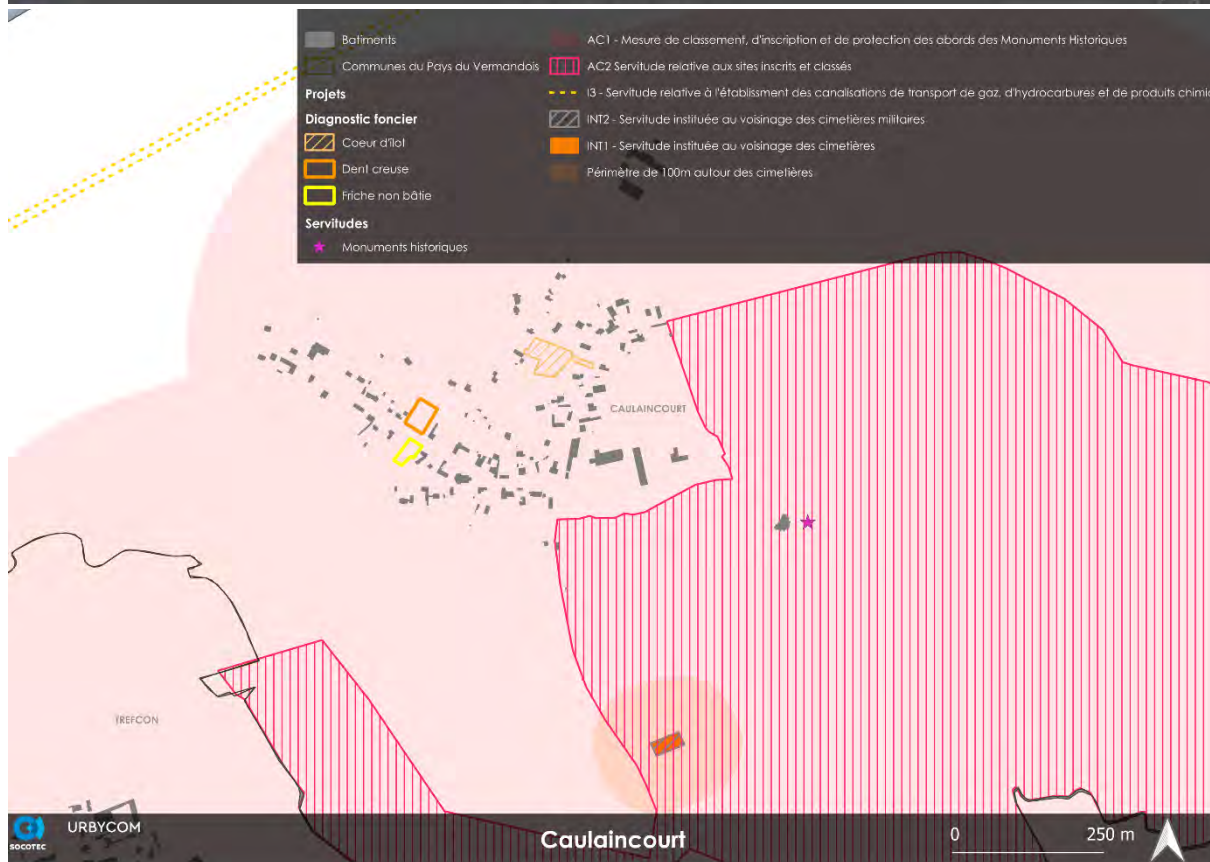 Batiments
Communes du Pays du Vermandois
Projets
Diagnostic foncier
Coeur d'îlot
Dent creuse
Friche non bâtie
Servitudes
Monuments historiques
AC1 - Mesure de classement, d'inscription et de protection des abords des Monuments Historiques
AC2 Servitude relative aux sites inscrits et classés
I3 - Servitude relative à l'établissment des canalisations de transport de gaz, d'hydrocarbures et de produits chimi
INT2 - Servitude instituée au voisinage des cimetières militaires
INT1 - Servitude instituée au voisinage des cimetières
Périmètre de 100m autour des cimetières
CAULAINCOURT
TREFCON
SOCOTEC
URBYCOM
Caulaincourt
0 250 m